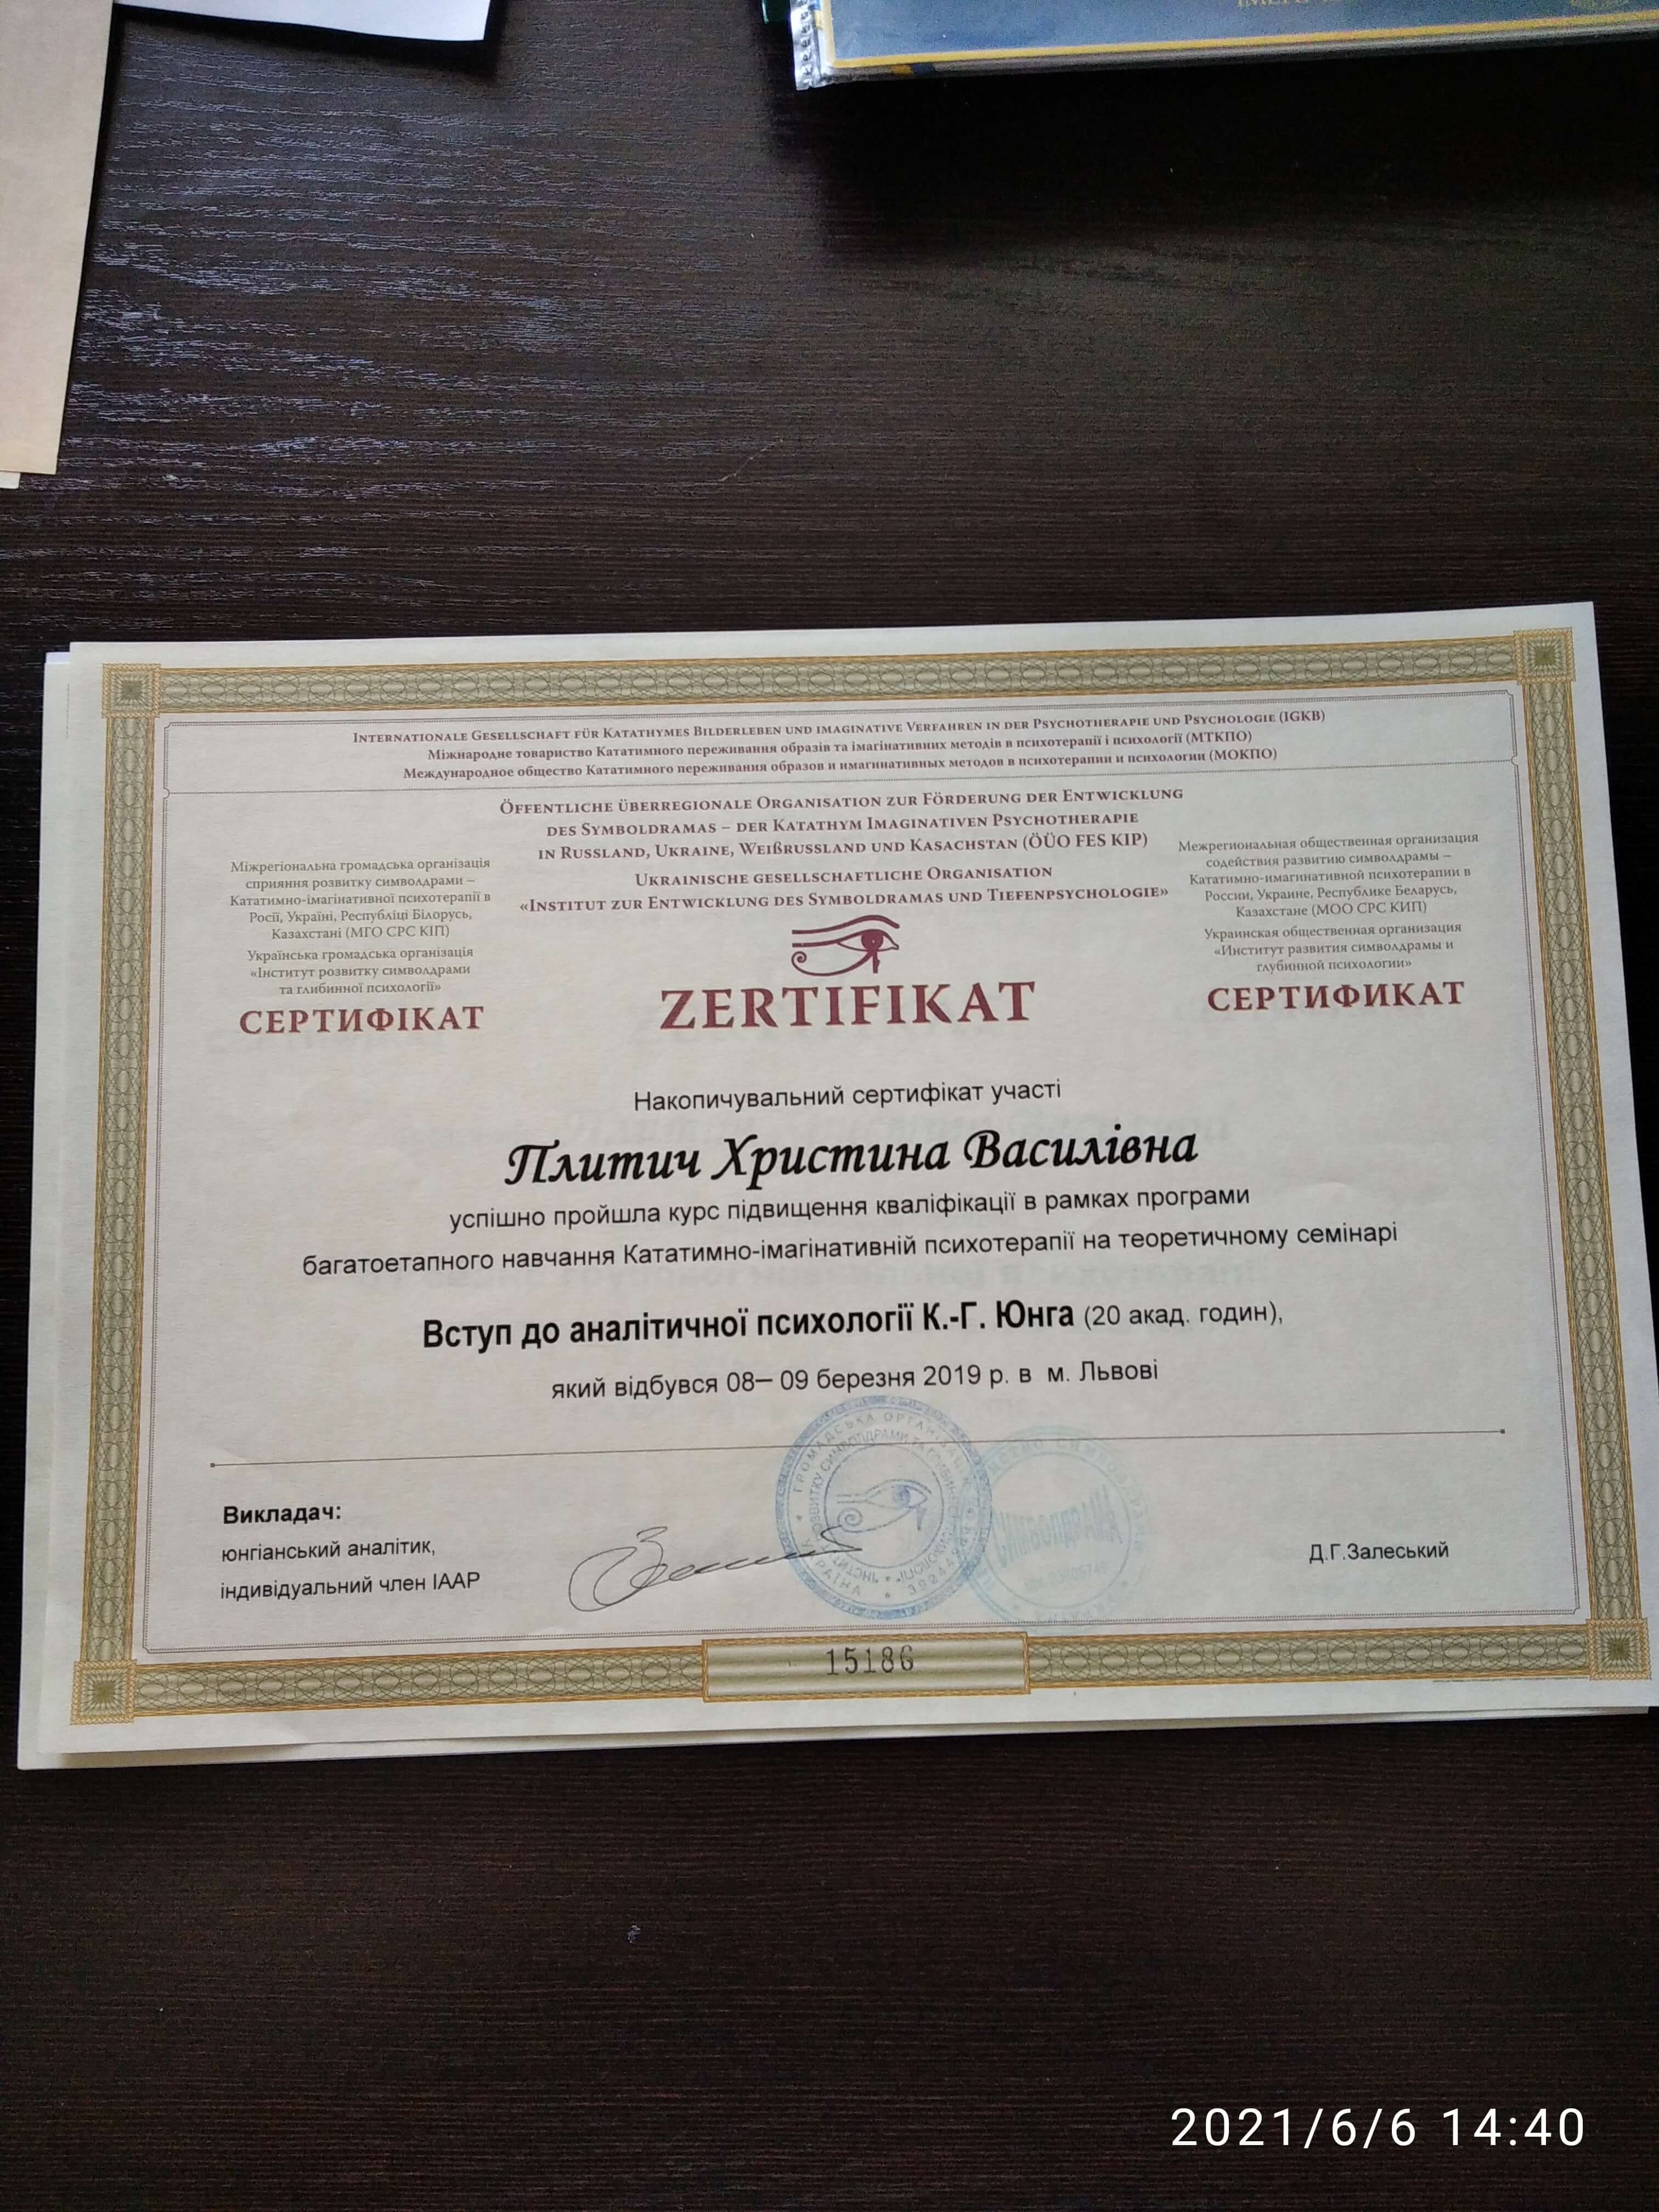 INTERNATIONALE GESELLSCHAFT FÜR KATATHYMES BILDERLEBEN UND IMAGINATIVE VERFAHREN IN DER PSYCHOTHERAPIE UND PSYCHOLOGIE (IGKB)
Міжнародне товариство Кататимного переживання образів та імагінативних методів в психотерапії і психології (МТКПО)
Международное общество Кататимного переживания образов и имагинативных методов в психотерапии и психологии (МОКПО)
ÖFFENTLICHE ÜBERREGIONALE ORGANISATION ZUR FÖRDERUNG DER ENTWICKLUNG
DES SYMBOLDRAMAS – DER KATATHYM IMAGINATIVEN PSYCHOTHERAPIE
IN RUSSLAND, UKRAINE, WEIßRUSSLAND UND KASACHSTAN (ÖÜO FES KIP)
UKRAINISCHE GESELLSCHAFTLICHE ORGANISATION
«INSTITUT ZUR ENTWICKLUNG DES SYMBOLDRAMAS UND TIEFENPSYCHOLOGIE»
Міжрегіональна громадська організація
сприяння розвитку символдрами –
Кататимно-імагінативної психотерапії в
Росії, Україні, Республіці Білорусь,
Казахстані (МГО СРС КІП)
Українська громадська організація
«Інститут розвитку символдрами
та глибинної психології»
СЕРТИФІКАТ
ZERTIFIKAT
Межрегиональная общественная организация
содействия развитию символдрамы –
Кататимно-имагинативной психотерапии в
России, Украине, Республике Беларусь,
Казахстане (МОО СРС КИП)
Украинская общественная организация
«Институт развития символдрамы и
глубинной психологии»
СЕРТИФИКАТ
Накопичувальний сертифікат участі
Плитич Христина Василівна
успішно пройшла курс підвищення кваліфікації в рамках програми
багатоетапного навчання Кататимно-імагінативній психотерапії на теоретичному семінарі
Вступ до аналітичної психології К.-Г. Юнга (20 акад. годин),
який відбувся 08– 09 березня 2019 р. в м. Львові
Викладач:
юнгіанський аналітик,
індивідуальний член ІААР
Д.Г.Залеський
15186
2021/6/6 14:40